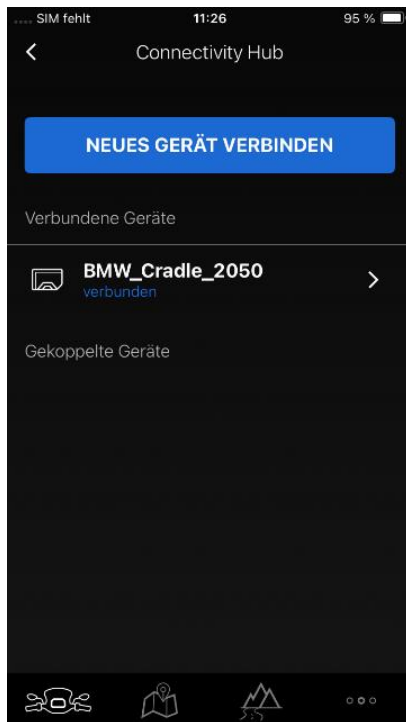 SIM fehlt 11:26 95 %
Connectivity Hub
NEUES GERÄT VERBINDEN
Verbundene Geräte
BMW_Cradle_2050
verbunden
Gekoppelte Geräte